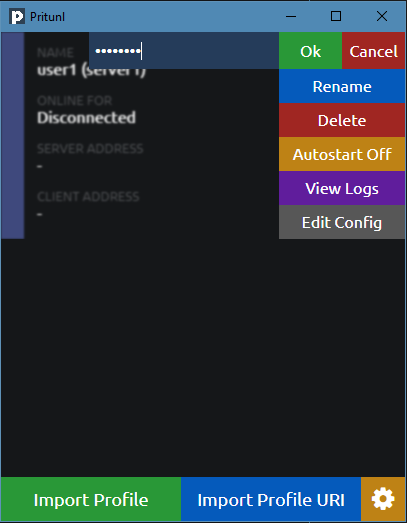 Pritunl
NAME
user1 (server1)
••••••••
Ok
Cancel
ONLINE FOR
Disconnected
SERVER ADDRESS
-
CLIENT ADDRESS
-
Rename
Delete
Autostart Off
View Logs
Edit Config
Import Profile
Import Profile URI